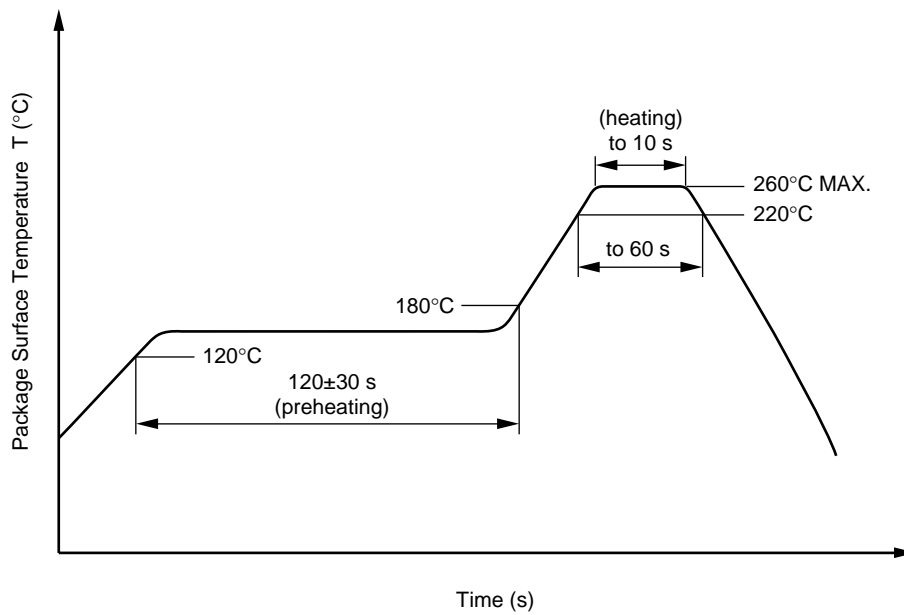 Package Surface Temperature T (°C)
(heating)
to 10 s
260°C MAX.
220°C
to 60 s
180°C
120°C
120±30 s
(preheating)
Time (s)